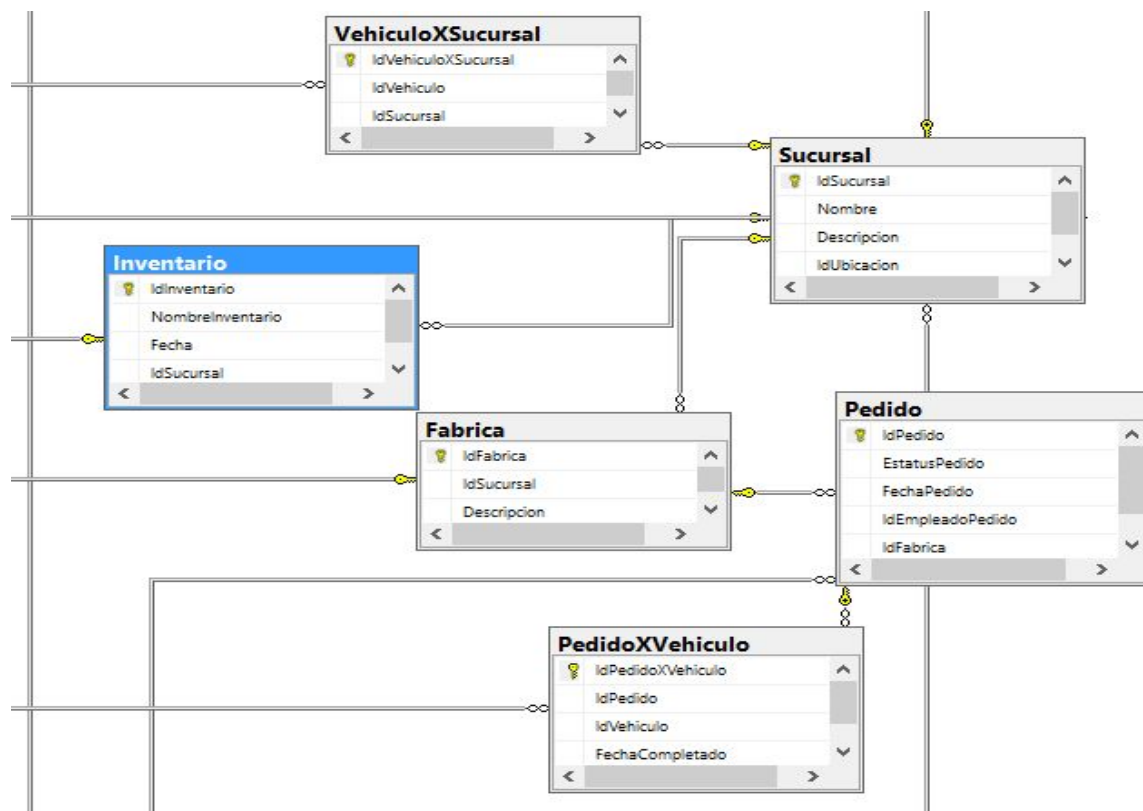 VehiculoXSucursal
IdVehiculoXSucursal
IdVehiculo
IdSucursal
Sucursal
IdSucursal
Nombre
Descripcion
IdUbicacion
Inventario
IdInventario
NombreInventario
Fecha
IdSucursal
Fabrica
IdFabrica
IdSucursal
Descripcion
Pedido
IdPedido
EstatusPedido
FechaPedido
IdEmpleadoPedido
IdFabrica
PedidoXVehiculo
IdPedidoXVehiculo
IdPedido
IdVehiculo
FechaCompletado